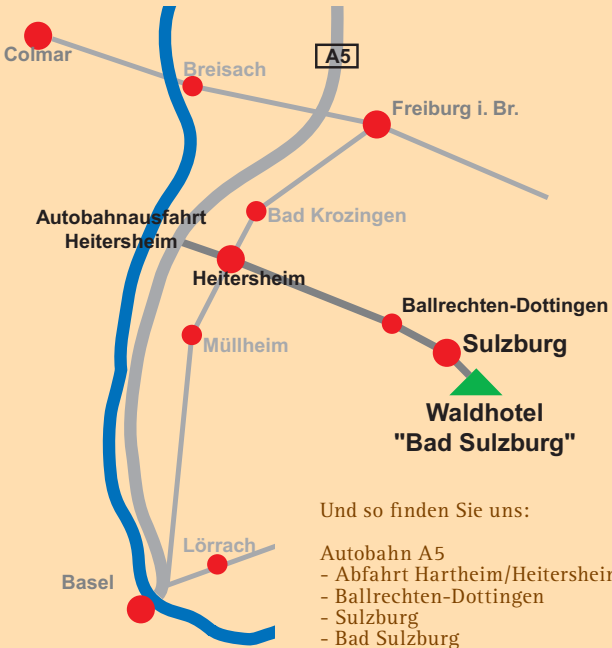 Colmar
A5
Breisach
Freiburg i. Br.
Autobahnausfahrt
Heitersheim
Bad Krozingen
Heitersheim
Ballrechten-Dottingen
Müllheim
Sulzburg
Waldhotel
"Bad Sulzburg"
Und so finden Sie uns:
Lörrach
Autobahn A5
- Abfahrt Hartheim/Heitersheim
Basel
- Ballrechten-Dottingen
- Sulzburg
- Bad Sulzburg